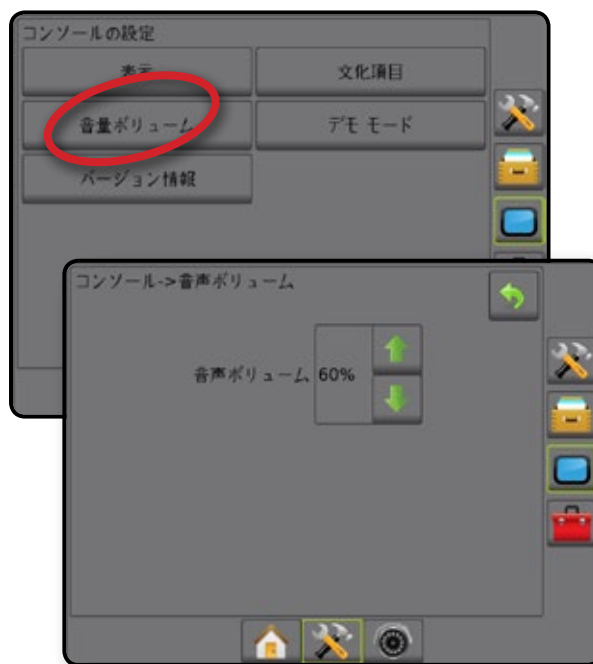 コンソールの設定
表示 文化項目
音量ボリューム デモ モード
バージョン情報
コンソール->音声ボリューム
音声ボリューム 60%